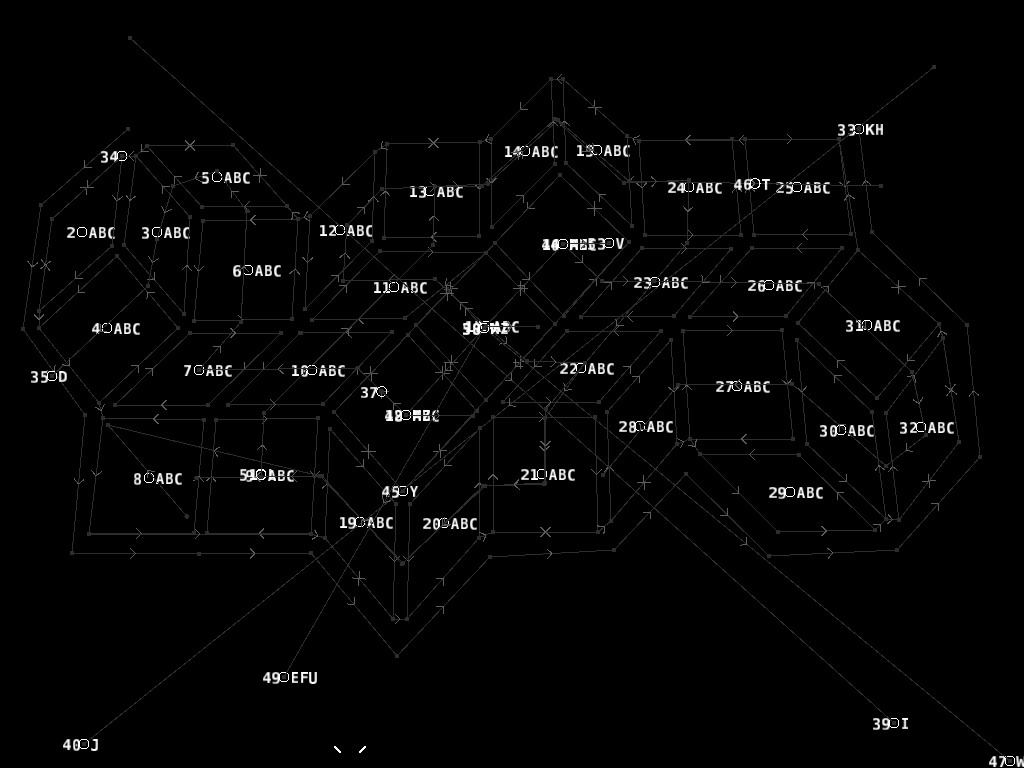 33 KH
34
5 ABC
14 ABC
15 ABC
13 ABC
24 ABC
46 T
25 ABC
2 ABC
3 ABC
12 ABC
53 V
6 ABC
11 ABC
23 ABC
26 ABC
4 ABC
31 ABC
35 D
7 ABC
10 ABC
22 ABC
37
27 ABC
28 ABC
30 ABC
32 ABC
8 ABC
21 ABC
45 Y
29 ABC
19 ABC
20 ABC
49 EFU
39 I
40 J
47 W